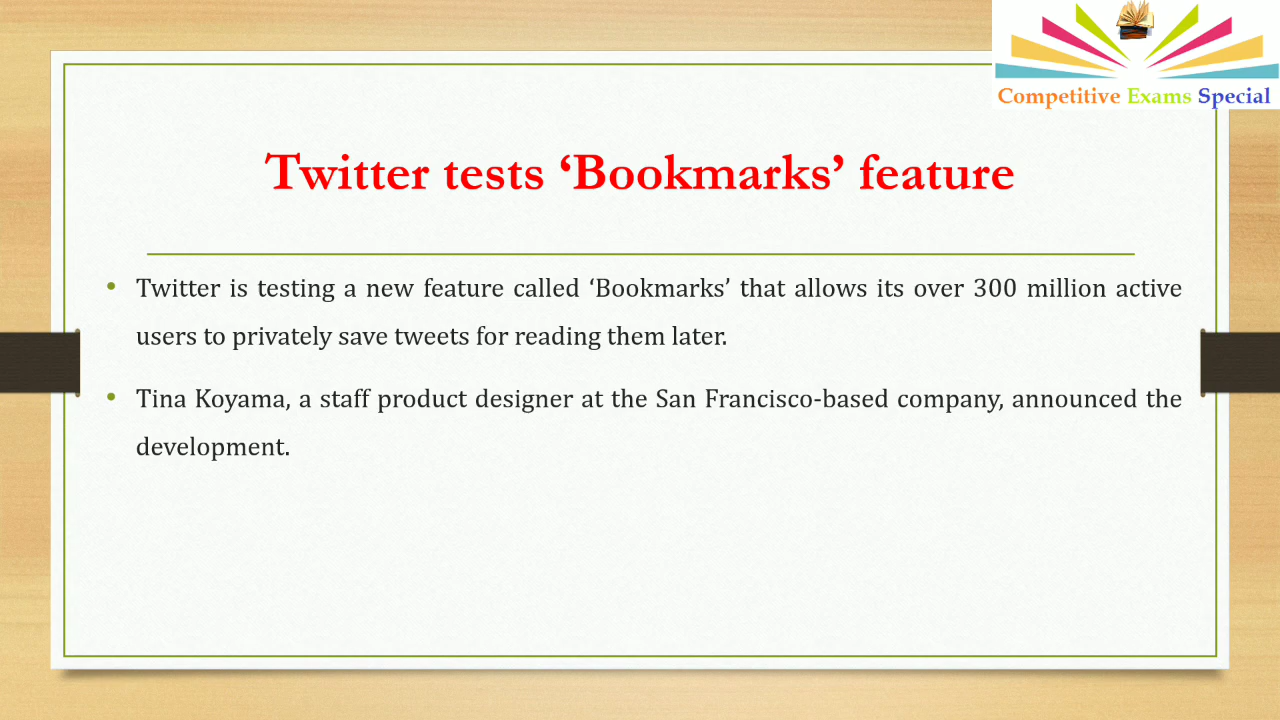 Competitive Exams Special
Twitter tests ‘Bookmarks’ feature
• Twitter is testing a new feature called ‘Bookmarks’ that allows its over 300 million active
users to privately save tweets for reading them later.
• Tina Koyama, a staff product designer at the San Francisco-based company, announced the
development.